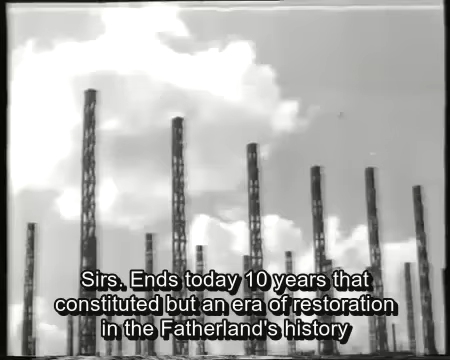 Sirs. Ends today 10 years that
constituted but an era of restoration
in the Fatherland's history